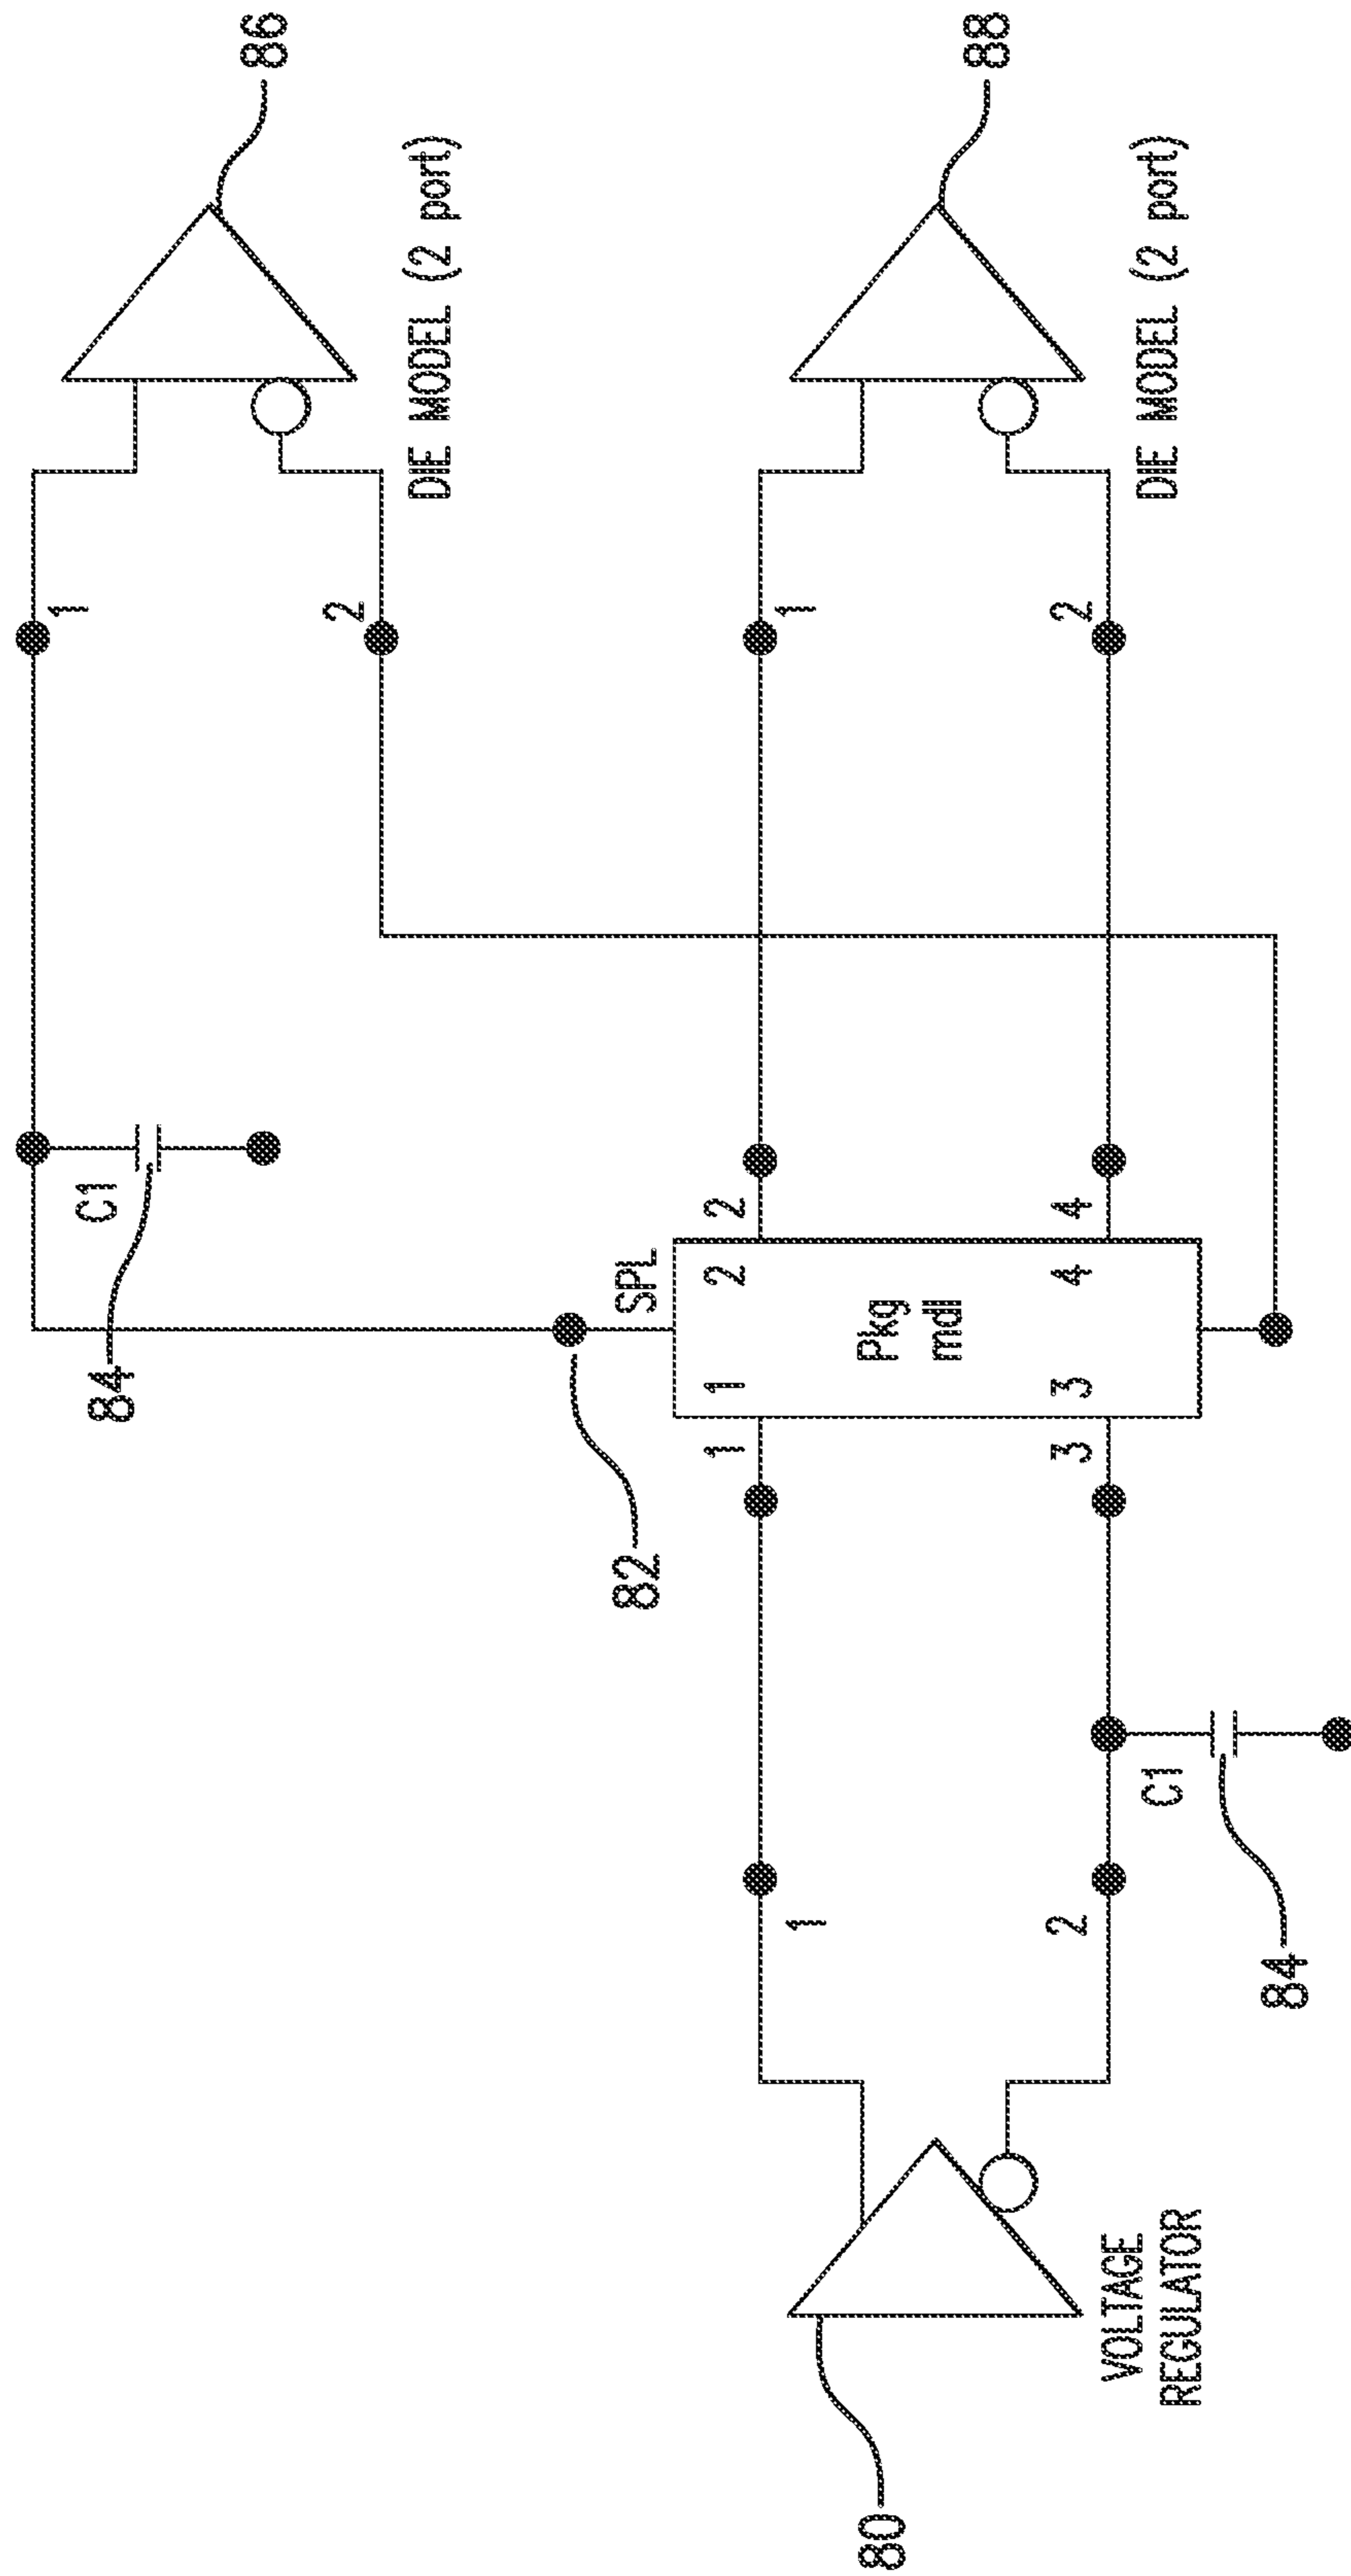 86
1
2
DIE MODEL (2 port)
C1
84
82
SPL
1
1
2
2
Pkg
mdl
3
3
4
4
1
2
DIE MODEL (2 port)
88
1
2
C1
84
80
VOLTAGE
REGULATOR